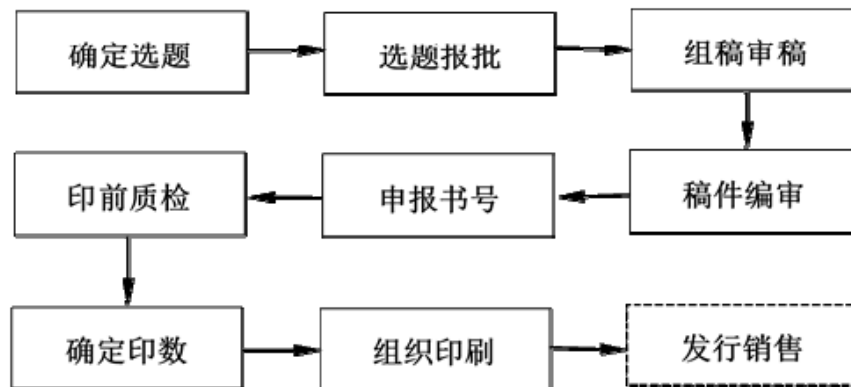 确定选题
选题报批
组稿审稿
稿件编审
申报书号
印前质检
确定印数
组织印刷
发行销售